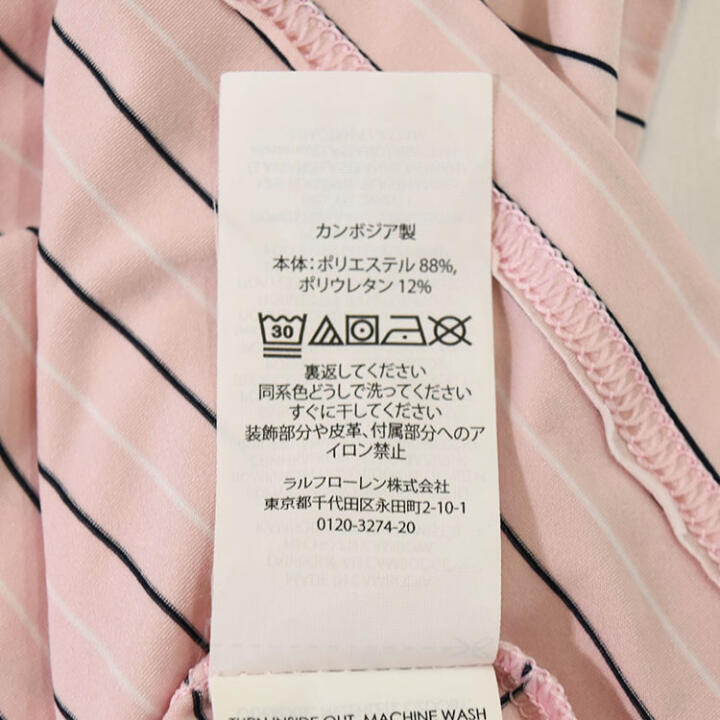 カンボジア製
本体：ポリエステル 88%,
ポリウレタン 12%
30
裏返してください
同系色どうしで洗ってください
すぐに干してください
装飾部分や皮革、付属部分へのア
イロン禁止
ラルフローレン株式会社
東京都千代田区永田町2-10-1
0120-3274-20
TURN INSIDE OUT. MACHINE WASH